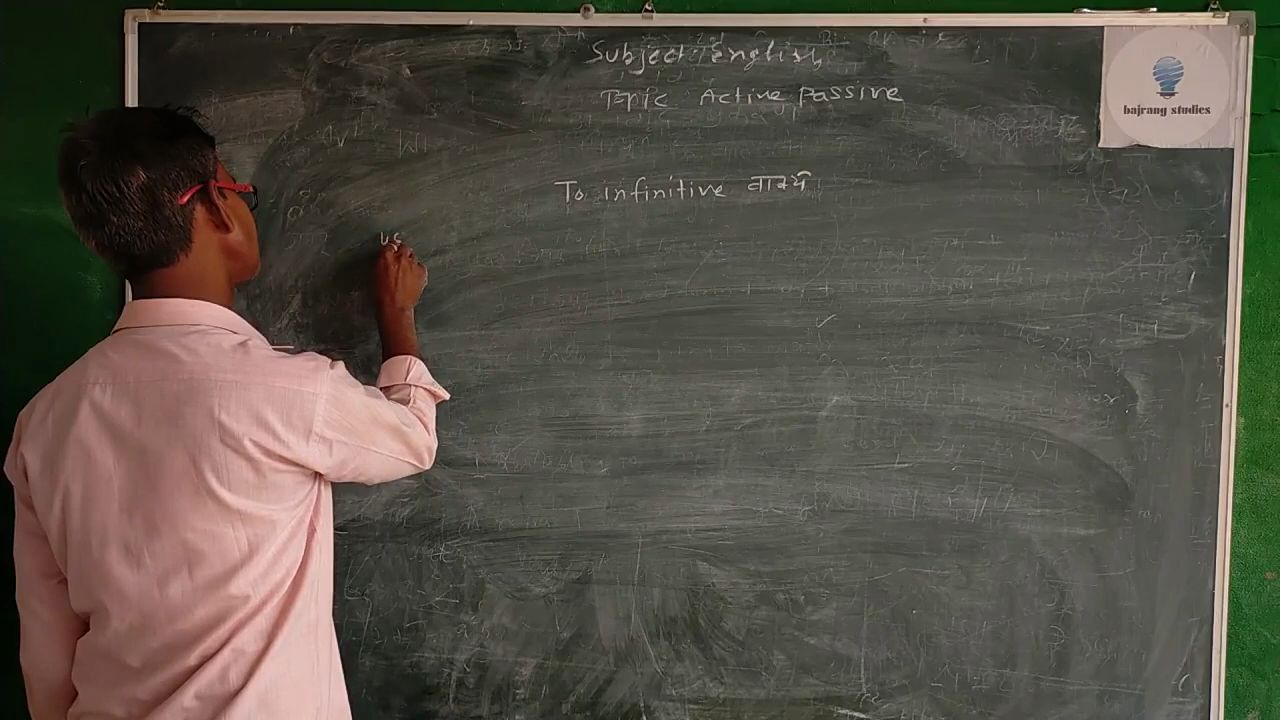 Subject: English
Topic Active Passive
bajrang studies
To infinitive वाक्य